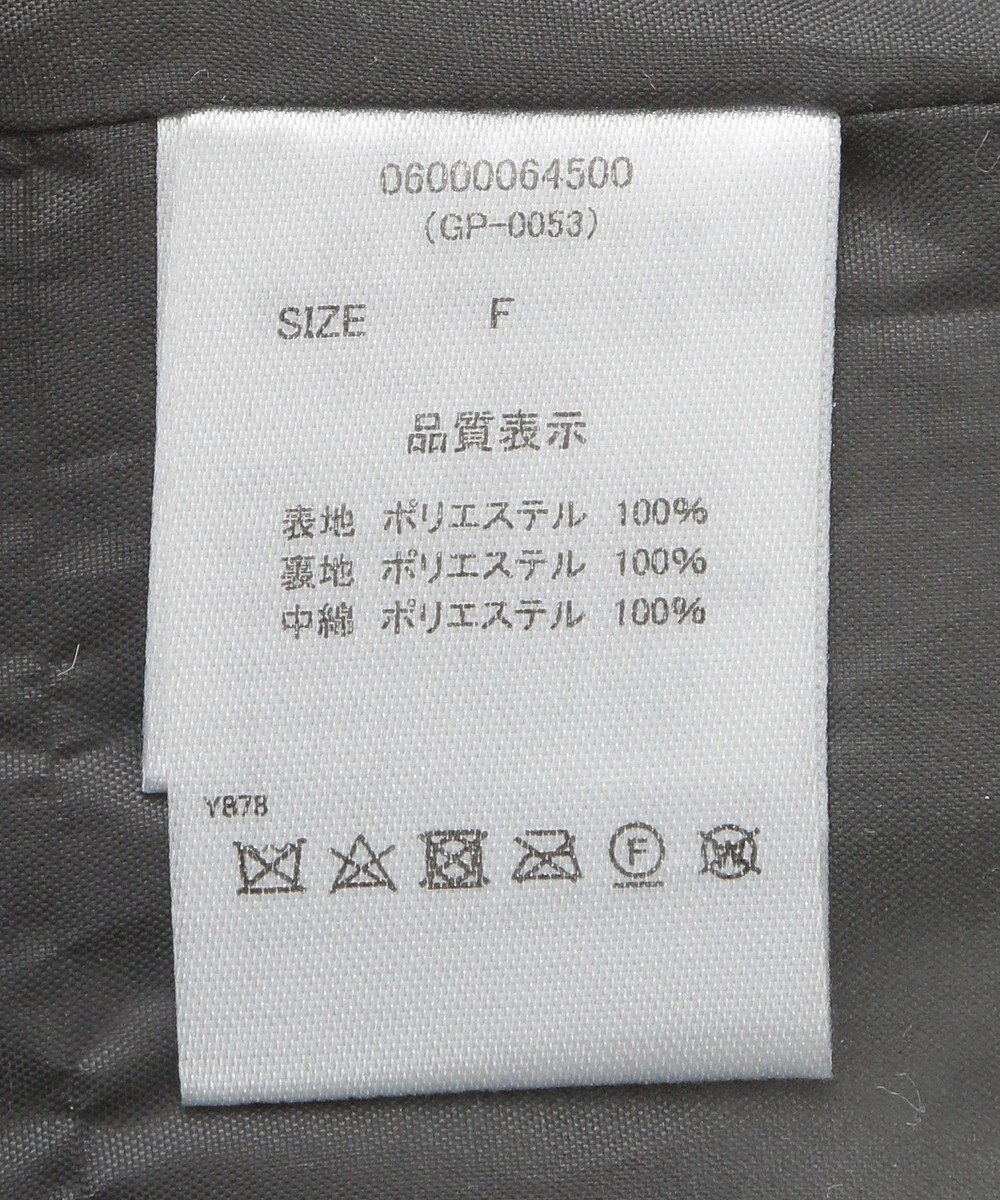 06000064500
(GP-0053)
SIZE F
品質表示
表地 ポリエステル 100%
裏地 ポリエステル 100%
中綿 ポリエステル 100%
Y878
F W